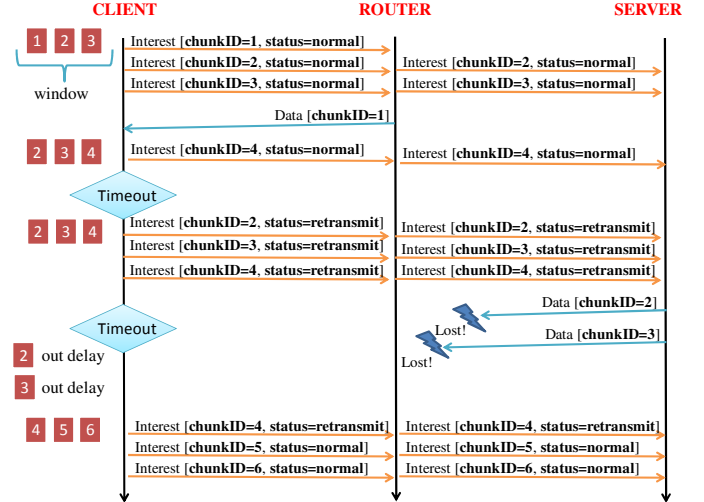 CLIENT ROUTER SERVER
1 2 3 Interest [chunkID=1, status=normal]
Interest [chunkID=2, status=normal] Interest [chunkID=2, status=normal]
Interest [chunkID=3, status=normal] Interest [chunkID=3, status=normal]
window
Data [chunkID=1]
2 3 4 Interest [chunkID=4, status=normal] Interest [chunkID=4, status=normal]
Timeout
2 3 4 Interest [chunkID=2, status=retransmit] Interest [chunkID=2, status=retransmit]
Interest [chunkID=3, status=retransmit] Interest [chunkID=3, status=retransmit]
Interest [chunkID=4, status=retransmit] Interest [chunkID=4, status=retransmit]
Data [chunkID=2]
Timeout Lost! Data [chunkID=3]
2 out delay Lost!
3 out delay
4 5 6 Interest [chunkID=4, status=retransmit] Interest [chunkID=4, status=retransmit]
Interest [chunkID=5, status=normal] Interest [chunkID=5, status=normal]
Interest [chunkID=6, status=normal] Interest [chunkID=6, status=normal]